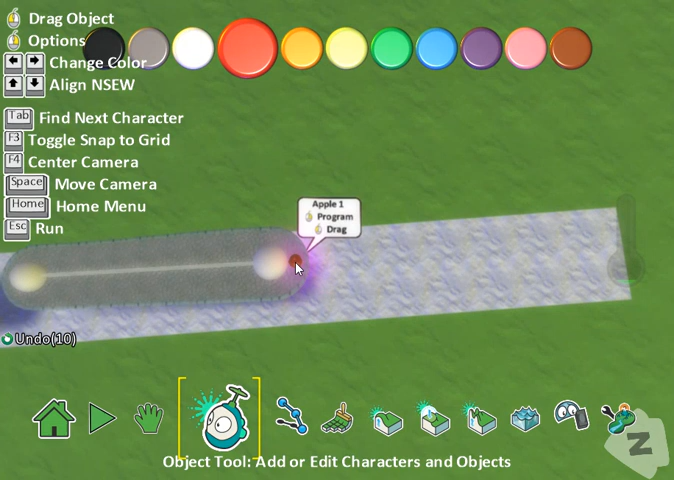 Drag Object
Options
Change Color
Align NSEW
Tab Find Next Character
F3 Toggle Snap to Grid
F4 Center Camera
Space Move Camera
Home Home Menu
Esc Run
Apple 1
Program
Drag
Undo(10)
Object Tool: Add or Edit Characters and Objects
Z